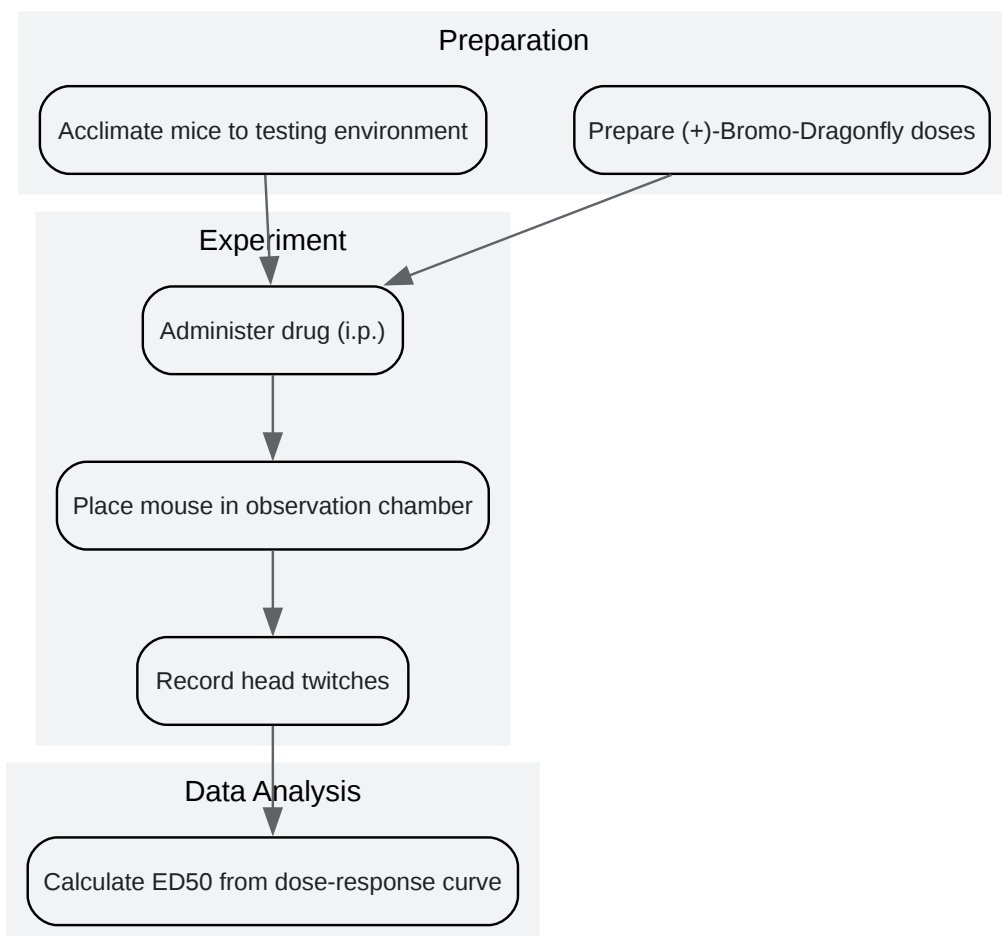 Preparation
Acclimate mice to testing environment
Prepare (+)-Bromo-Dragonfly doses
Experiment
Administer drug (i.p.)
Place mouse in observation chamber
Record head twitches
Data Analysis
Calculate ED50 from dose-response curve